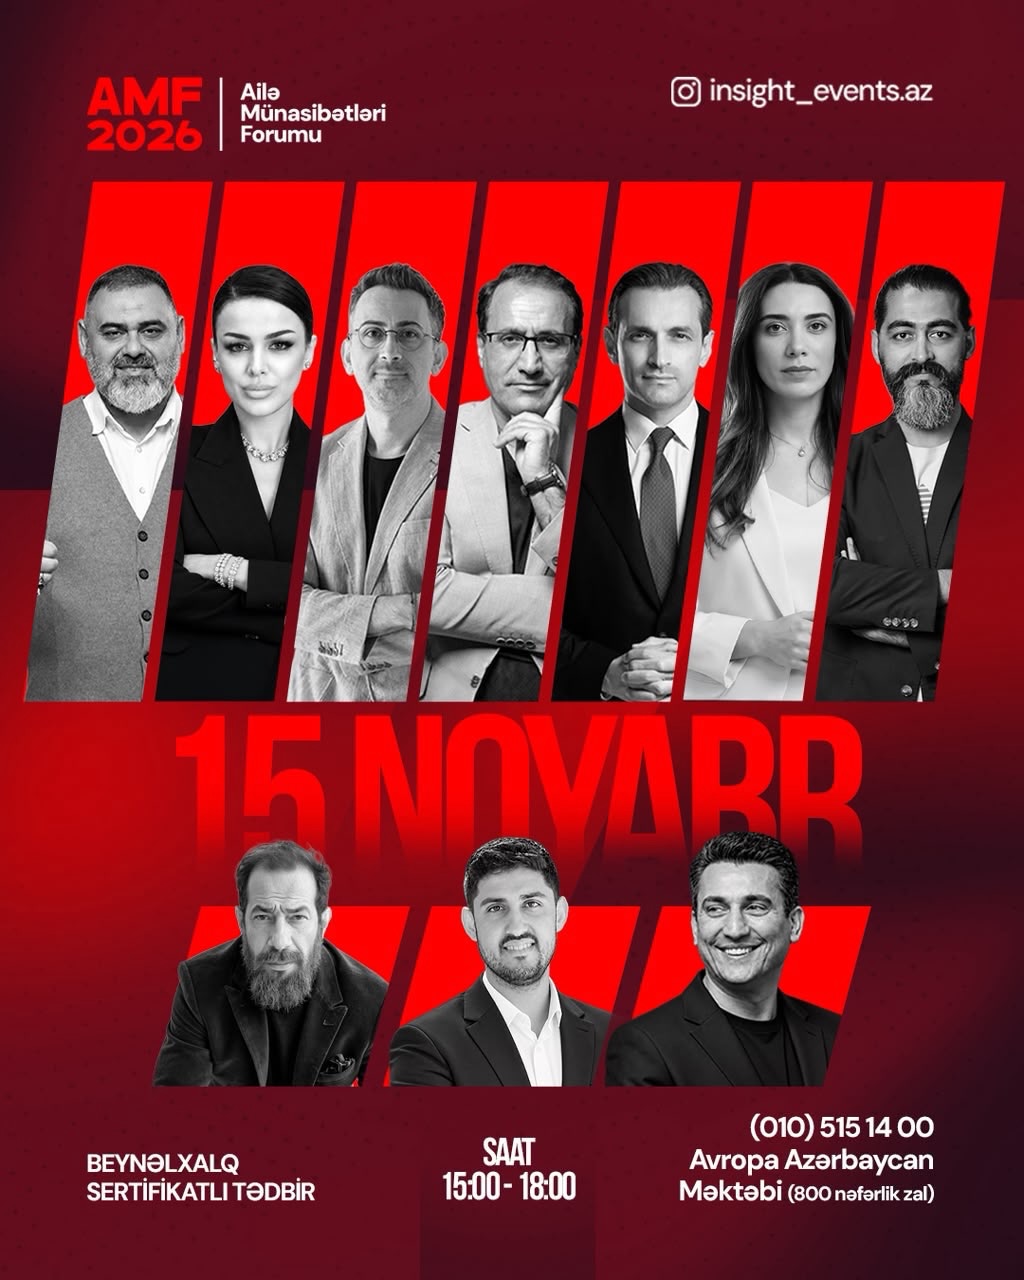 AMF
2026
Ailə
Münasibətləri
Forumu
insight_events.az
15 NOYABR
BEYNƏLXALQ
SERTİFİKATLI TƏDBİR
SAAT
15:00 - 18:00
(010) 515 14 00
Avropa Azərbaycan
Məktəbi (800 nəfərlik zal)